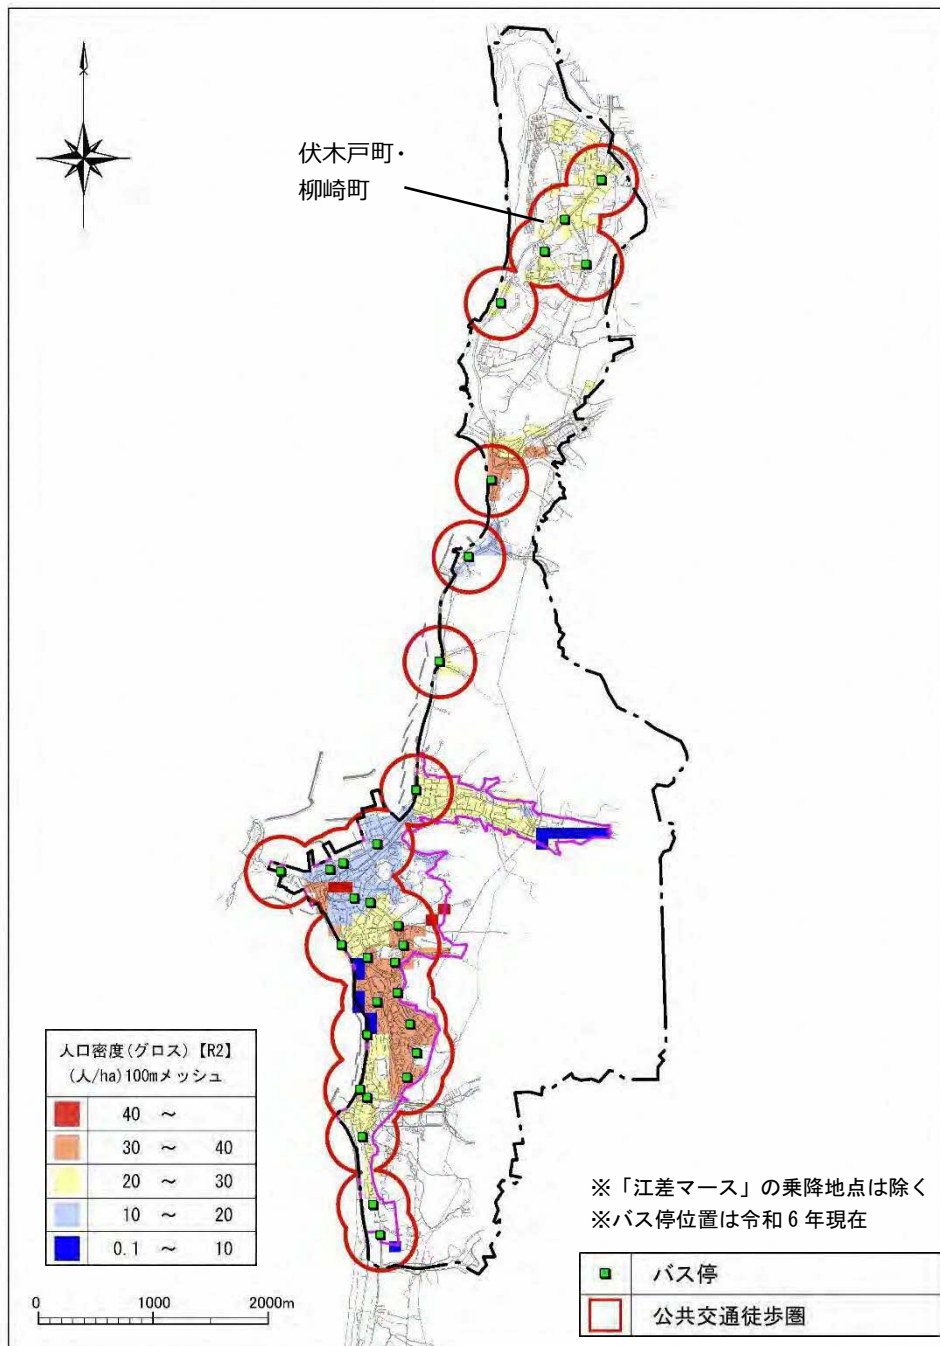 伏木戸町・
柳崎町
人口密度(グロス)【R2】
(人/ha)100mメッシュ
40 ～
30 ～ 40
20 ～ 30
10 ～ 20
0.1 ～ 10
0 1000 2000m
※「江差マース」の乗降地点は除く
※バス停位置は令和6年現在
バス停
公共交通徒歩圏